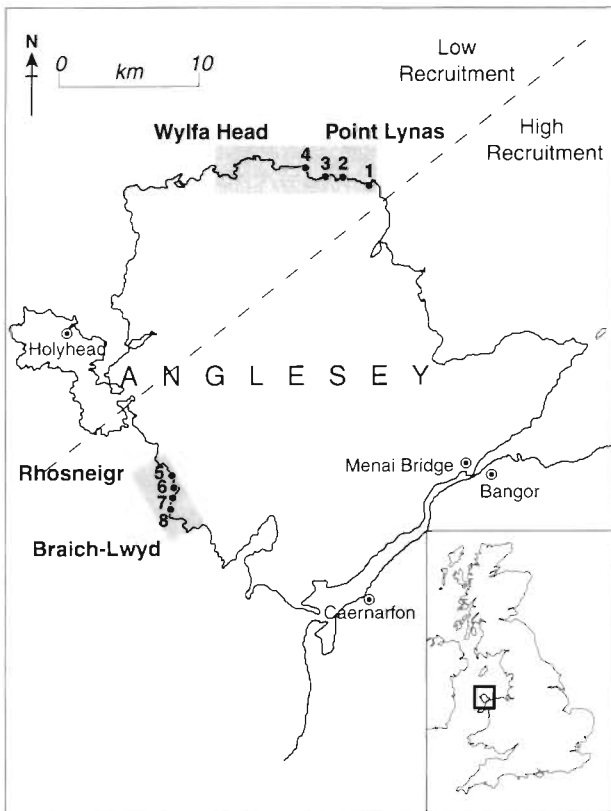 N
0 10
km
Low
Recruitment
High
Recruitment
Wylfa Head Point Lynas
4 3 2 1
Holyhead
A N G L E S E Y
Rhosneigr
5
6
7
8
Braich-Lwyd
Menai Bridge
Bangor
Caernarfon